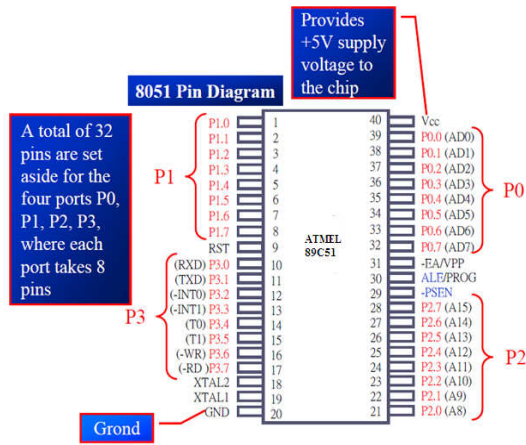 Provides
+5V supply
voltage to
the chip
8051 Pin Diagram
A total of 32
pins are set
aside for the
four ports P0,
P1, P2, P3,
where each
port takes 8
pins
P1
P3
P1.0 1
P1.1 2
P1.2 3
P1.3 4
P1.4 5
P1.5 6
P1.6 7
P1.7 8
RST 9
(RXD) P3.0 10
(TXD) P3.1 11
(-INT0) P3.2 12
(-INT1) P3.3 13
(T0) P3.4 14
(T1) P3.5 15
(-WR) P3.6 16
(-RD )P3.7 17
XTAL2 18
XTAL1 19
GND 20
Grond
ATMEL
89C51
40 Vcc
39 P0.0 (AD0)
38 P0.1 (AD1)
37 P0.2 (AD2)
36 P0.3 (AD3)
35 P0.4 (AD4)
34 P0.5 (AD5)
33 P0.6 (AD6)
32 P0.7 (AD7)
31 -EA/VPP
30 ALE/PROG
29 -PSEN
28 P2.7 (A15)
27 P2.6 (A14)
26 P2.5 (A13)
25 P2.4 (A12)
24 P2.3 (A11)
23 P2.2 (A10)
22 P2.1 (A9)
21 P2.0 (A8)
P0
P2